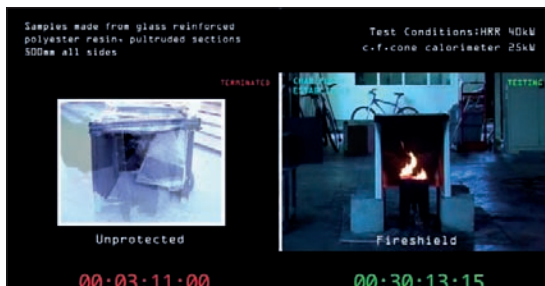 Samples made from glass reinforced
polyester resin, pultruded sections
500mm all sides
Test Conditions:HRR 40kW
c.f.cone calorimeter 25kW
TERMINATED
TESTING
Unprotected
Fireshield
00:03:11:00
00:30:13:15